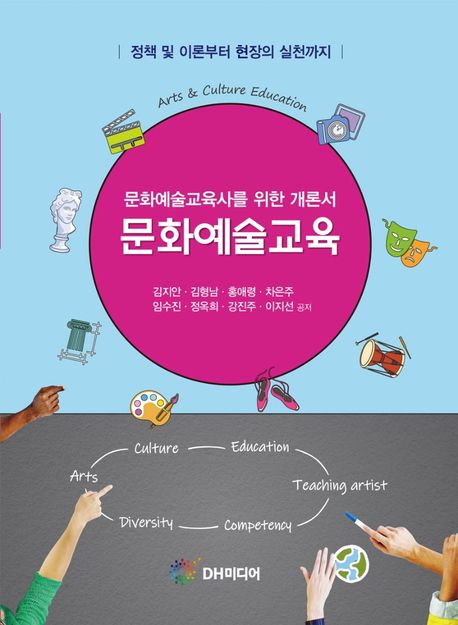 | 정책 및 이론부터 현장의 실천까지 |
Arts & Culture Education
문화예술교육사를 위한 개론서
문화예술교육
김지안 · 김형남 · 홍애령 · 차은주
임수진 · 정옥희 · 강진주 · 이지선 공저
Culture
Education
Arts
Teaching artist
Diversity
Competency
DH미디어